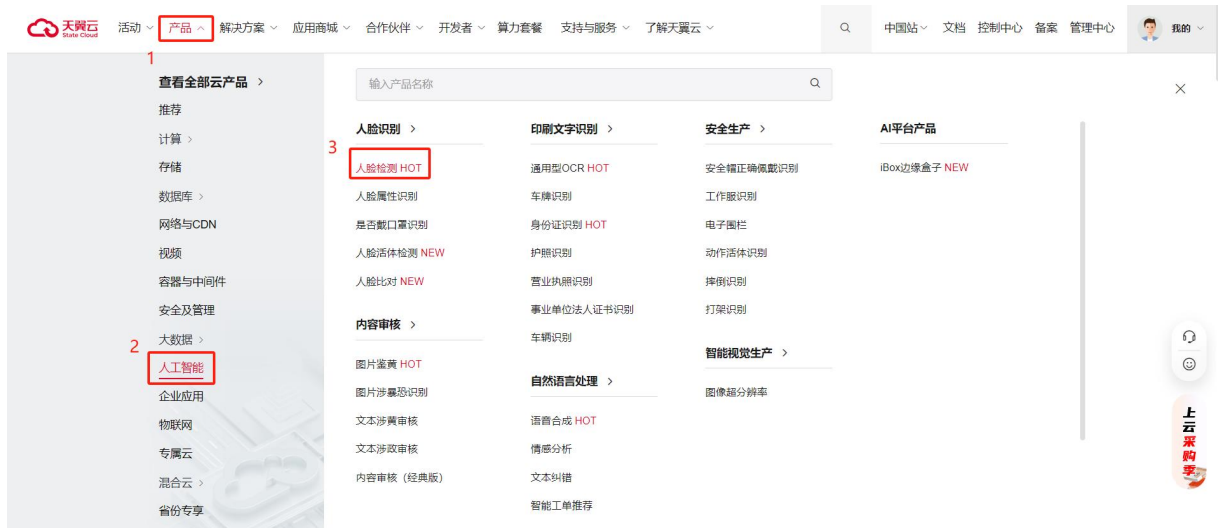 天翼云
State Cloud
活动 产品 解决方案 应用商城 合作伙伴 开发者 算力套餐 支持与服务 了解天翼云
中国站 文档 控制中心 备案 管理中心 我的
1
查看全部云产品
推荐
计算
存储
数据库
网络与CDN
视频
容器与中间件
安全及管理
大数据
2
人工智能
企业应用
物联网
专属云
混合云
省份专享
输入产品名称
人脸识别
3
人脸检测 HOT
人脸属性识别
是否戴口罩识别
人脸活体检测 NEW
人脸比对 NEW
内容审核
图片鉴黄 HOT
图片涉暴恐识别
文本涉黄审核
文本涉政审核
内容审核（经典版）
印刷文字识别
通用型OCR HOT
车牌识别
身份证识别 HOT
护照识别
营业执照识别
事业单位法人证书识别
车辆识别
自然语言处理
语音合成 HOT
情感分析
文本纠错
智能工单推荐
安全生产
安全帽正确佩戴识别
工作服识别
电子围栏
动作活体识别
摔倒识别
打架识别
智能视觉生产
图像超分辨率
AI平台产品
iBox边缘盒子 NEW
上云采购季